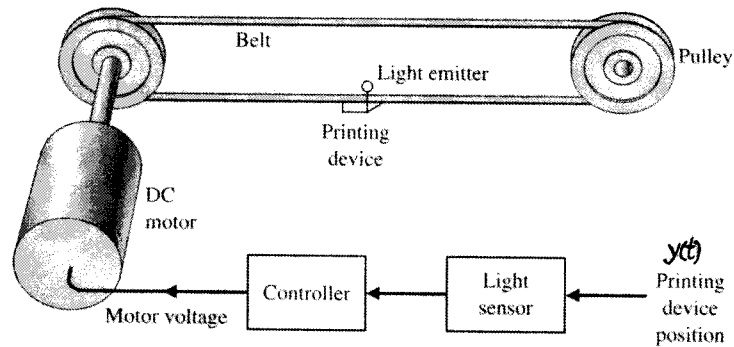 Belt
Pulley
Light emitter
Printing
device
DC
motor
y(t)
Controller
Light
sensor
Printing
device
position
Motor voltage